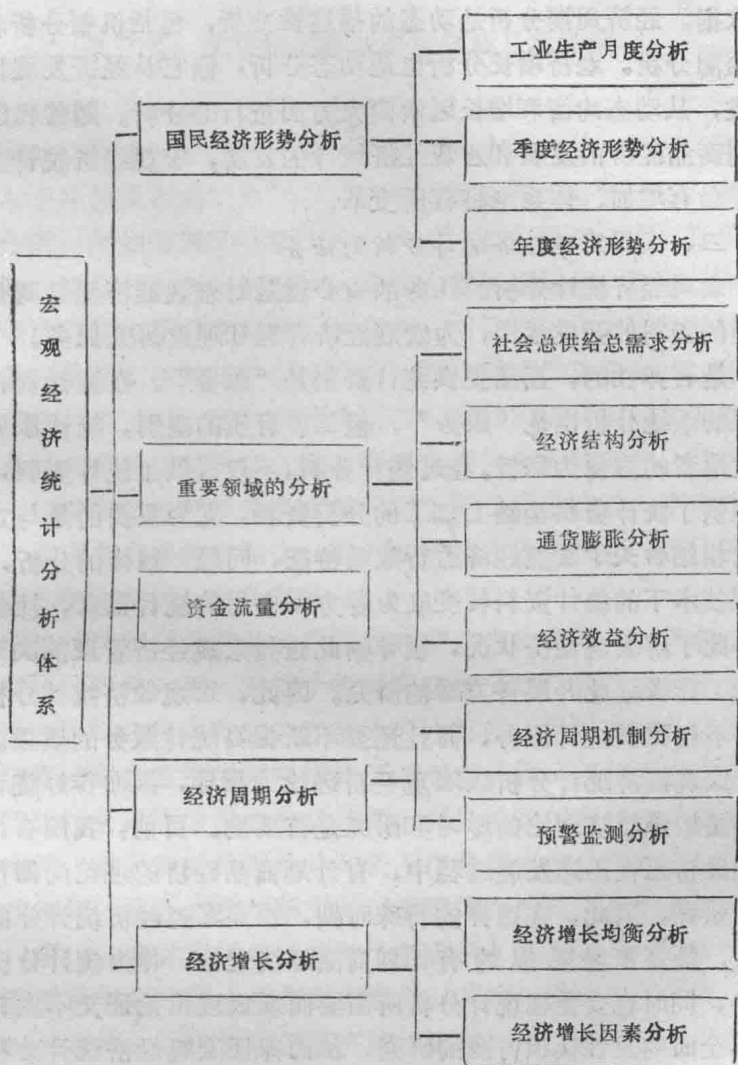 宏观经济统计分析体系
国民经济形势分析
工业生产月度分析
季度经济形势分析
年度经济形势分析
重要领域的分析
社会总供给总需求分析
经济结构分析
通货膨胀分析
经济效益分析
资金流量分析
经济周期分析
经济周期机制分析
预警监测分析
经济增长分析
经济增长均衡分析
经济增长因素分析